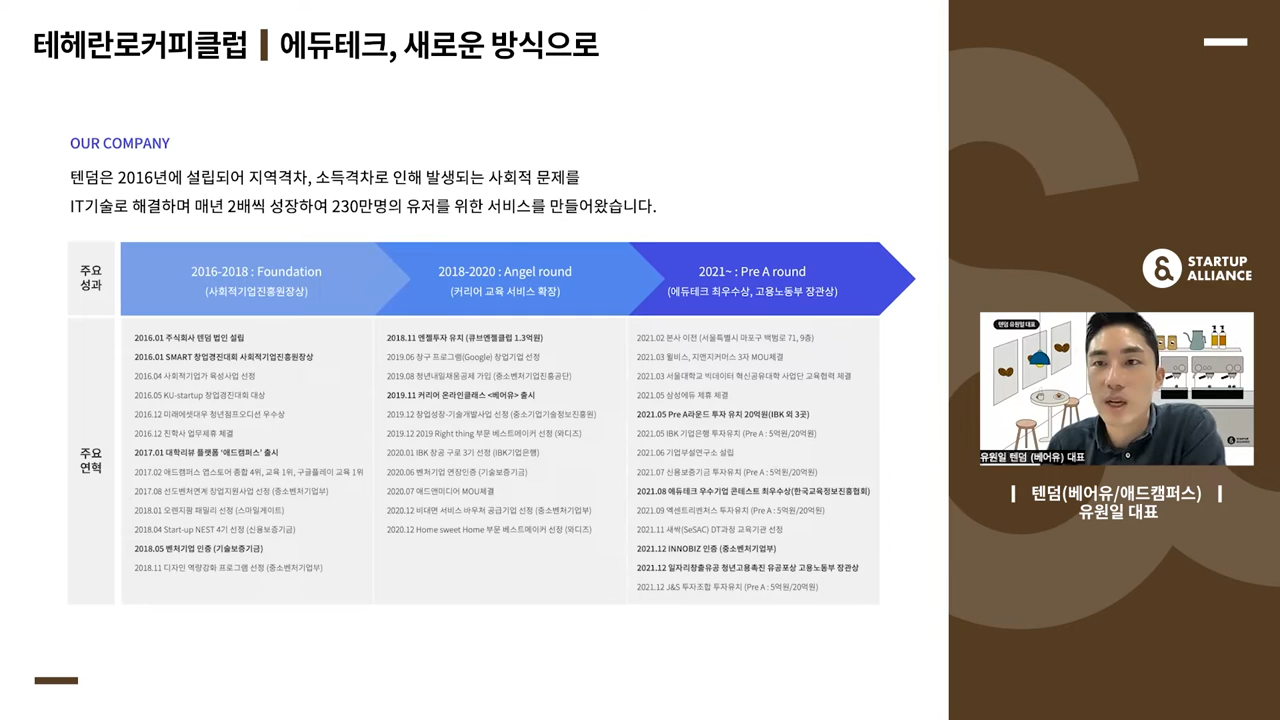 테헤란로커피클럽 | 에듀테크, 새로운 방식으로
OUR COMPANY
텐덤은 2016년에 설립되어 지역격차, 소득격차로 인해 발생되는 사회적 문제를
IT기술로 해결하며 매년 2배씩 성장하여 230만명의 유저를 위한 서비스를 만들어왔습니다.
주요
성과
2016-2018 : Foundation
(사회적기업진흥원장상)
2018-2020 : Angel round
(커리어 교육 서비스 확장)
2021~ : Pre A round
(에듀테크 최우수상, 고용노동부 장관상)
주요
연혁
2016.01 주식회사 텐덤 법인 설립
2016.01 SMART 창업경진대회 사회적기업진흥원장상
2016.04 사회적기업가 육성사업 선정
2016.05 KU-startup 창업경진대회 대상
2016.12 미래에셋대우 청년점프오디션 우수상
2016.12 진학사 업무제휴 체결
2017.01 대학리뷰 플랫폼 '애드캠퍼스' 출시
2017.02 애드캠퍼스 앱스토어 종합 4위, 교육 1위, 구글플레이 교육 1위
2017.08 선도벤처연계 창업지원사업 선정 (중소벤처기업부)
2018.01 오렌지팜 패밀리 선정 (스마일게이트)
2018.04 Start-up NEST 4기 선정 (신용보증기금)
2018.05 벤처기업 인증 (기술보증기금)
2018.11 디자인 역량강화 프로그램 선정 (중소벤처기업부)
2018.11 엔젤투자 유치 (큐브엔젤클럽 1.3억원)
2019.06 창구 프로그램(Google) 창업기업 선정
2019.08 청년내일채움공제 가입 (중소벤처기업진흥공단)
2019.11 커리어 온라인클래스 <베어유> 출시
2019.12 창업성장·기술개발사업 선정 (중소기업기술정보진흥원)
2019.12 2019 Right thing 부문 베스트메이커 선정 (와디즈)
2020.01 IBK 창공 구로 3기 선정 (IBK기업은행)
2020.06 벤처기업 연장인증 (기술보증기금)
2020.07 애드앤미디어 MOU체결
2020.12 비대면 서비스 바우처 공급기업 선정 (중소벤처기업부)
2020.12 Home sweet Home 부문 베스트메이커 선정 (와디즈)
2021.02 본사 이전 (서울특별시 마포구 백범로 71, 9층)
2021.03 윌비스, 지앤지커머스 3자 MOU체결
2021.03 서울대학교 빅데이터 혁신공유대학 사업단 교육협력 체결
2021.05 삼성에듀 제휴 체결
2021.05 Pre A라운드 투자 유치 20억원(IBK 외 3곳)
2021.05 IBK 기업은행 투자유치 (Pre A : 5억원/20억원)
2021.06 기업부설연구소 설립
2021.07 신용보증기금 투자유치 (Pre A : 5억원/20억원)
2021.08 에듀테크 우수기업 콘테스트 최우수상(한국교육정보진흥협회)
2021.09 엑센트리벤처스 투자유치 (Pre A : 5억원/20억원)
2021.11 새싹(SeSAC) DT과정 교육기관 선정
2021.12 INNOBIZ 인증 (중소벤처기업부)
2021.12 일자리창출유공 청년고용촉진 유공포상 고용노동부 장관상
2021.12 J&S 투자조합 투자유치 (Pre A : 5억원/20억원)
STARTUP
ALLIANCE
텐덤 유원일 대표
유원일 텐덤 (베어유) 대표
| 텐덤(베어유/애드캠퍼스) |
유원일 대표